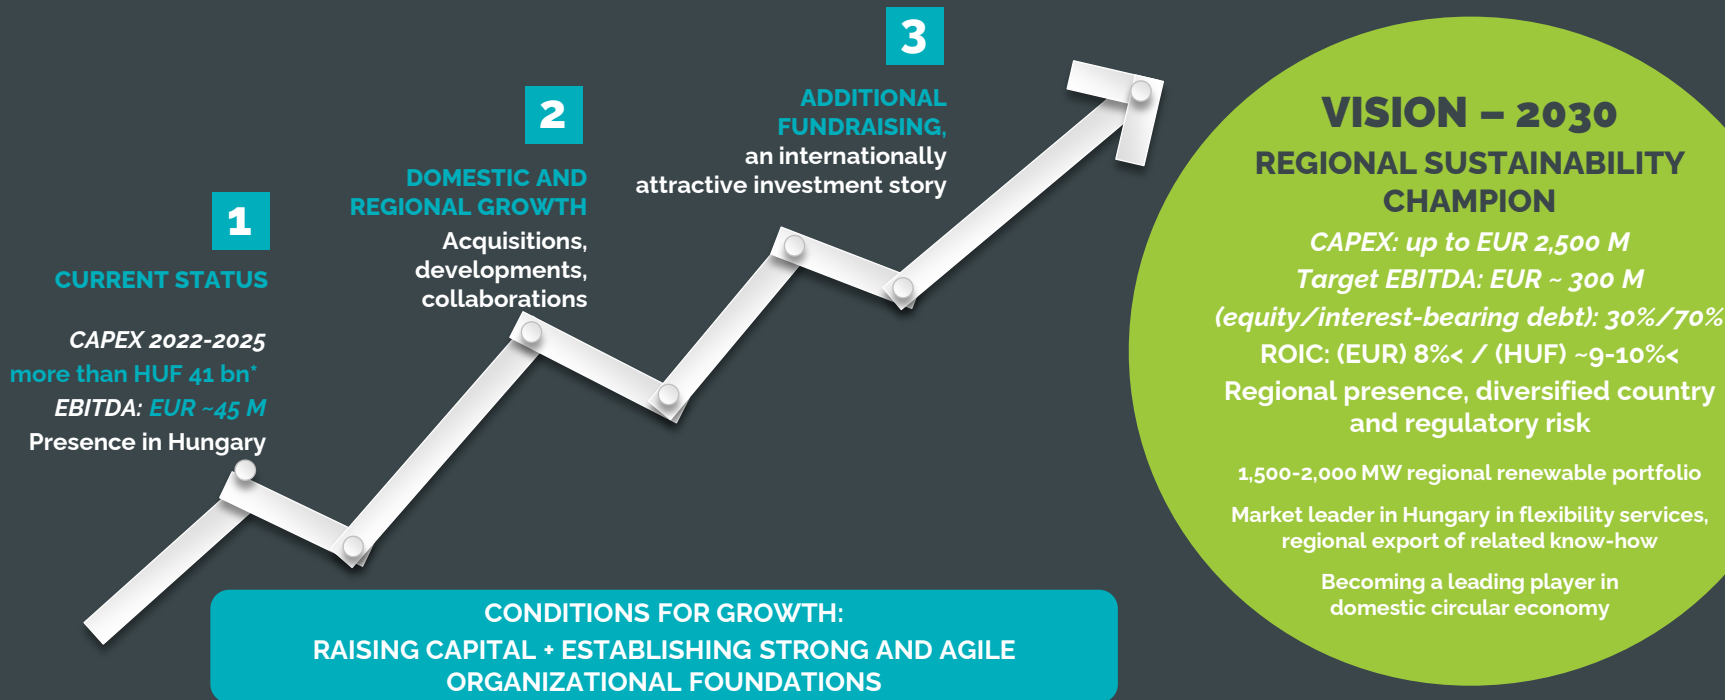 1
CURRENT STATUS
CAPEX 2022-2025
more than HUF 41 bn*
EBITDA: EUR ~45 M
Presence in Hungary
2
DOMESTIC AND
REGIONAL GROWTH
Acquisitions,
developments,
collaborations
3
ADDITIONAL
FUNDRAISING,
an internationally
attractive investment story
CONDITIONS FOR GROWTH:
RAISING CAPITAL + ESTABLISHING STRONG AND AGILE
ORGANIZATIONAL FOUNDATIONS
VISION – 2030
REGIONAL SUSTAINABILITY
CHAMPION
CAPEX: up to EUR 2,500 M
Target EBITDA: EUR ~ 300 M
(equity/interest-bearing debt): 30%/70%
ROIC: (EUR) 8%< / (HUF) ~9-10%<
Regional presence, diversified country
and regulatory risk
1,500-2,000 MW regional renewable portfolio
Market leader in Hungary in flexibility services,
regional export of related know-how
Becoming a leading player in
domestic circular economy